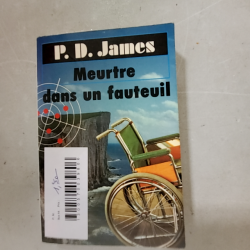 P. D. James
Meurtre
dans un fauteuil